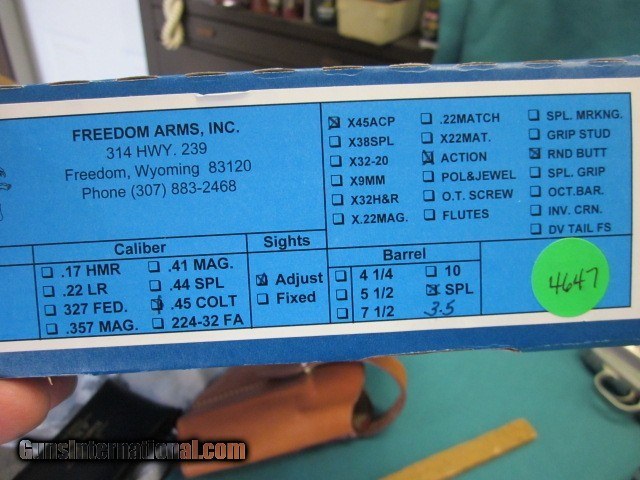 FREEDOM ARMS, INC.
314 HWY. 239
Freedom, Wyoming 83120
Phone (307) 883-2468
X45ACP
X38SPL
X32-20
X9MM
X32H&R
X.22MAG.
.22MATCH
X22MAT.
ACTION
POL&JEWEL
O.T. SCREW
FLUTES
SPL. MRKNG.
GRIP STUD
RND BUTT
SPL. GRIP
OCT.BAR.
INV. CRN.
DV TAIL FS
Caliber
.17 HMR
.22 LR
327 FED.
.357 MAG.
.41 MAG.
.44 SPL
.45 COLT
224-32 FA
Sights
Adjust
Fixed
Barrel
4 1/4
5 1/2
7 1/2
10
SPL
3.5
4647
GunsInternational.com